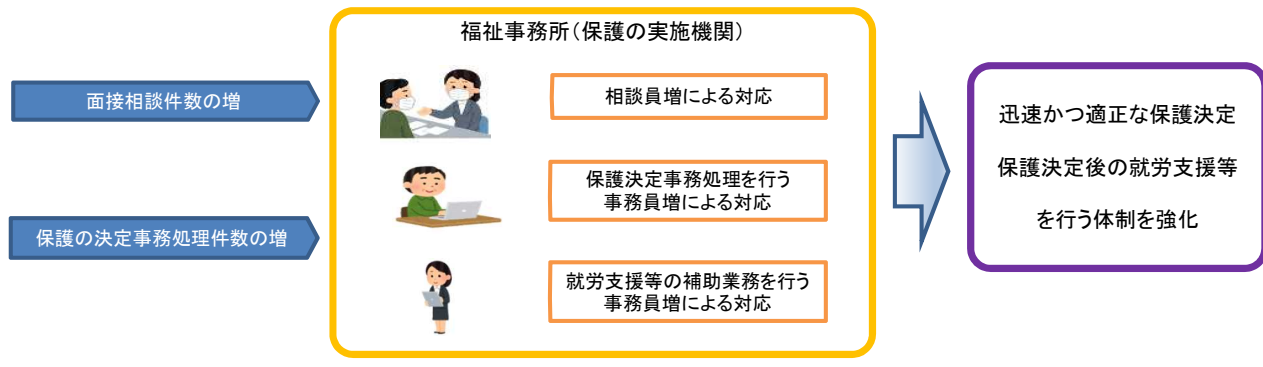 福祉事務所(保護の実施機関)
面接相談件数の増
保護の決定事務処理件数の増
相談員増による対応
保護決定事務処理を行う
事務員増による対応
就労支援等の補助業務を行う
事務員増による対応
迅速かつ適正な保護決定
保護決定後の就労支援等
を行う体制を強化